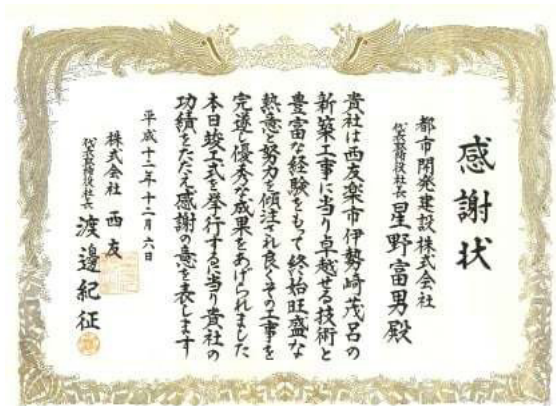 感謝状
都市開発建設株式会社
代表取締役社長 星野富男殿
貴社は西友楽市伊勢崎茂呂の
新築工事に当り卓越せる技術と
豊富な経験をもって終始旺盛な
熱意と努力を傾注され良くその工事を
完遂し優秀な成果をあげられました
本日竣工式を挙行するに当り貴社の
功績をたたえ感謝の意を表します
平成十二年十二月六日
株式会社 西友
代表取締役社長 渡邊紀征